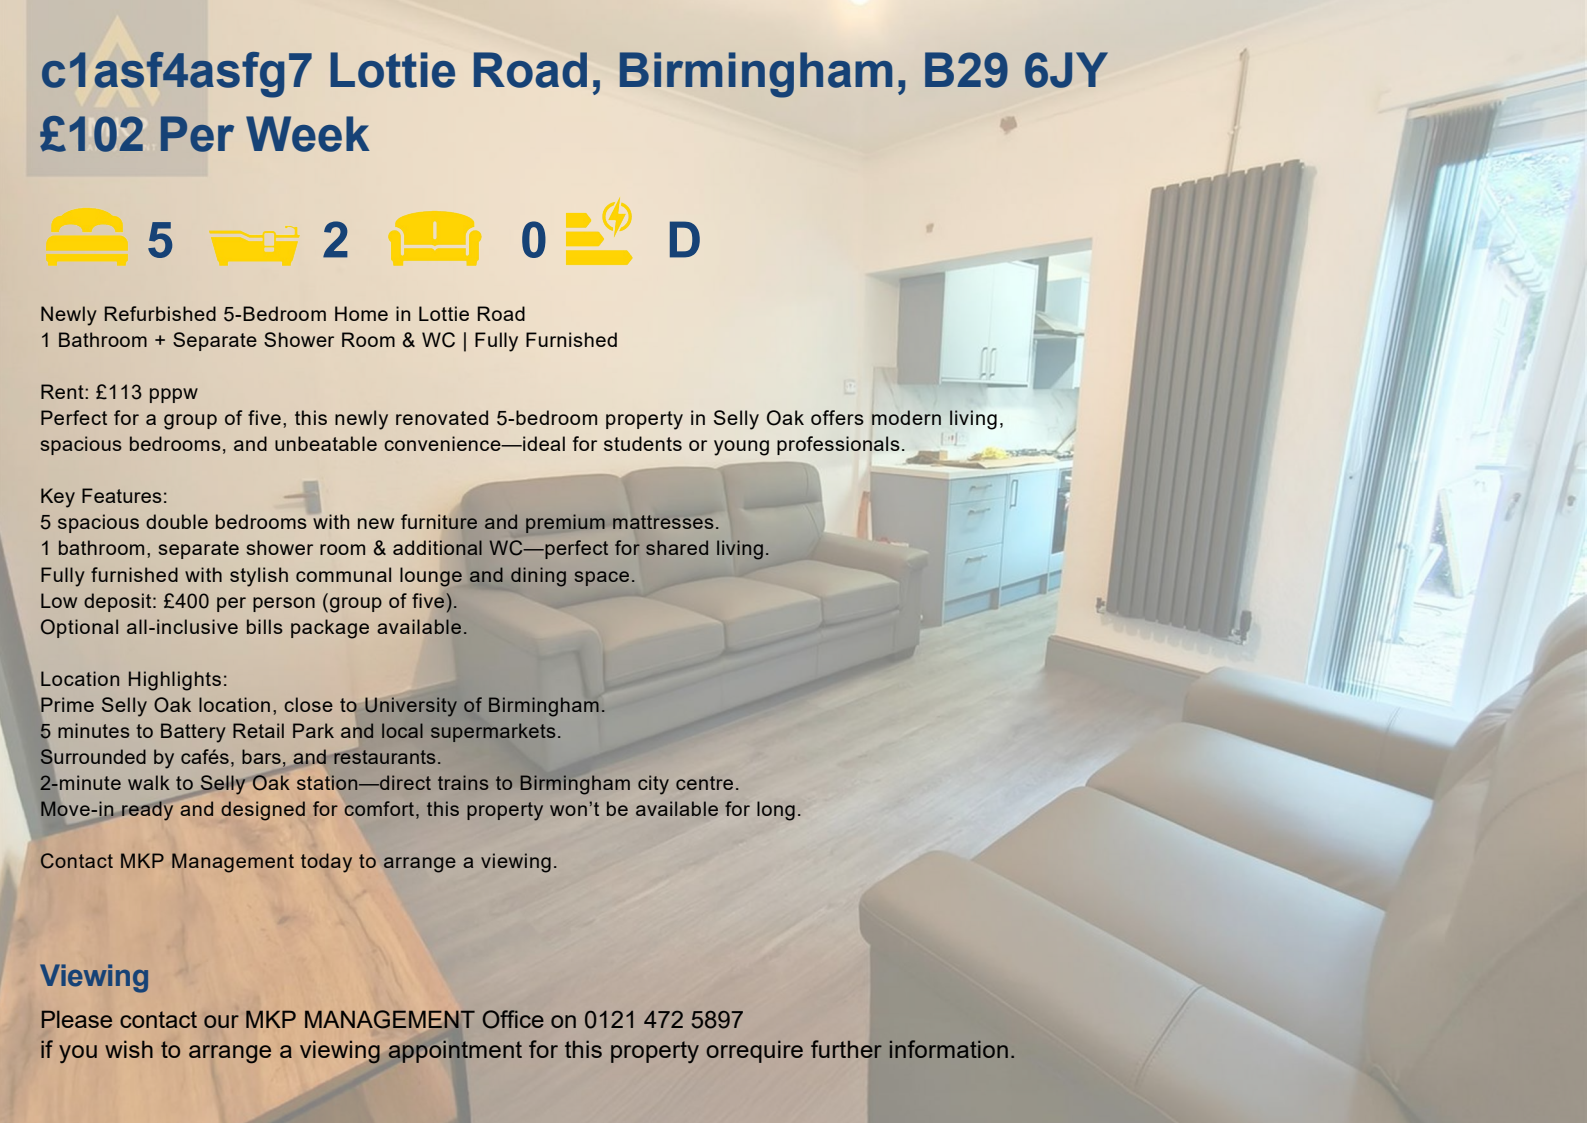 c1asf4asfg7 Lottie Road, Birmingham, B29 6JY
£102 Per Week
5 2 0 D
Newly Refurbished 5-Bedroom Home in Lottie Road
1 Bathroom + Separate Shower Room & WC | Fully Furnished
Rent: £113 pppw
Perfect for a group of five, this newly renovated 5-bedroom property in Selly Oak offers modern living,
spacious bedrooms, and unbeatable convenience—ideal for students or young professionals.
Key Features:
5 spacious double bedrooms with new furniture and premium mattresses.
1 bathroom, separate shower room & additional WC—perfect for shared living.
Fully furnished with stylish communal lounge and dining space.
Low deposit: £400 per person (group of five).
Optional all-inclusive bills package available.
Location Highlights:
Prime Selly Oak location, close to University of Birmingham.
5 minutes to Battery Retail Park and local supermarkets.
Surrounded by cafés, bars, and restaurants.
2-minute walk to Selly Oak station—direct trains to Birmingham city centre.
Move-in ready and designed for comfort, this property won’t be available for long.
Contact MKP Management today to arrange a viewing.
Viewing
Please contact our MKP MANAGEMENT Office on 0121 472 5897
if you wish to arrange a viewing appointment for this property orrequire further information.